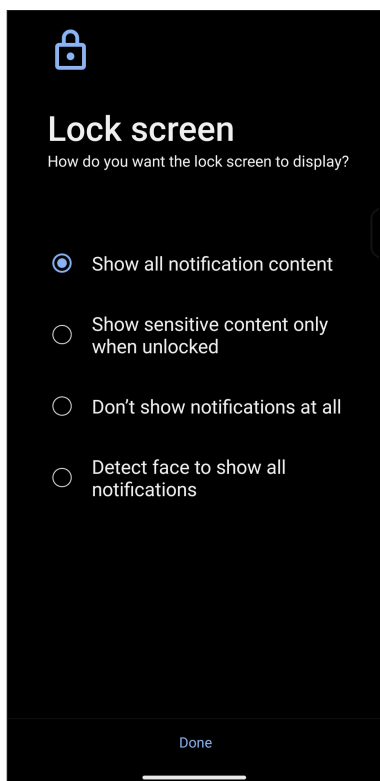 Lock screen
How do you want the lock screen to display?
Show all notification content
Show sensitive content only
when unlocked
Don't show notifications at all
Detect face to show all
notifications
Done